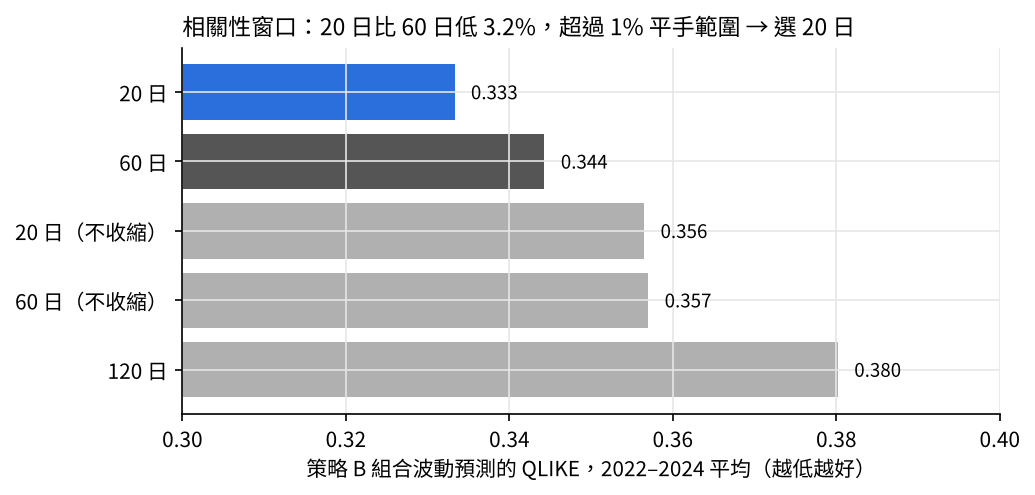 相關性窗口：20 日比 60 日低 3.2%，超過 1% 平手範圍 → 選 20 日
20 日
0.333
60 日
0.344
20 日（不收縮）
0.356
60 日（不收縮）
0.357
120 日
0.380
0.30 0.32 0.34 0.36 0.38 0.40
策略 B 組合波動預測的 QLIKE，2022–2024 平均（越低越好）